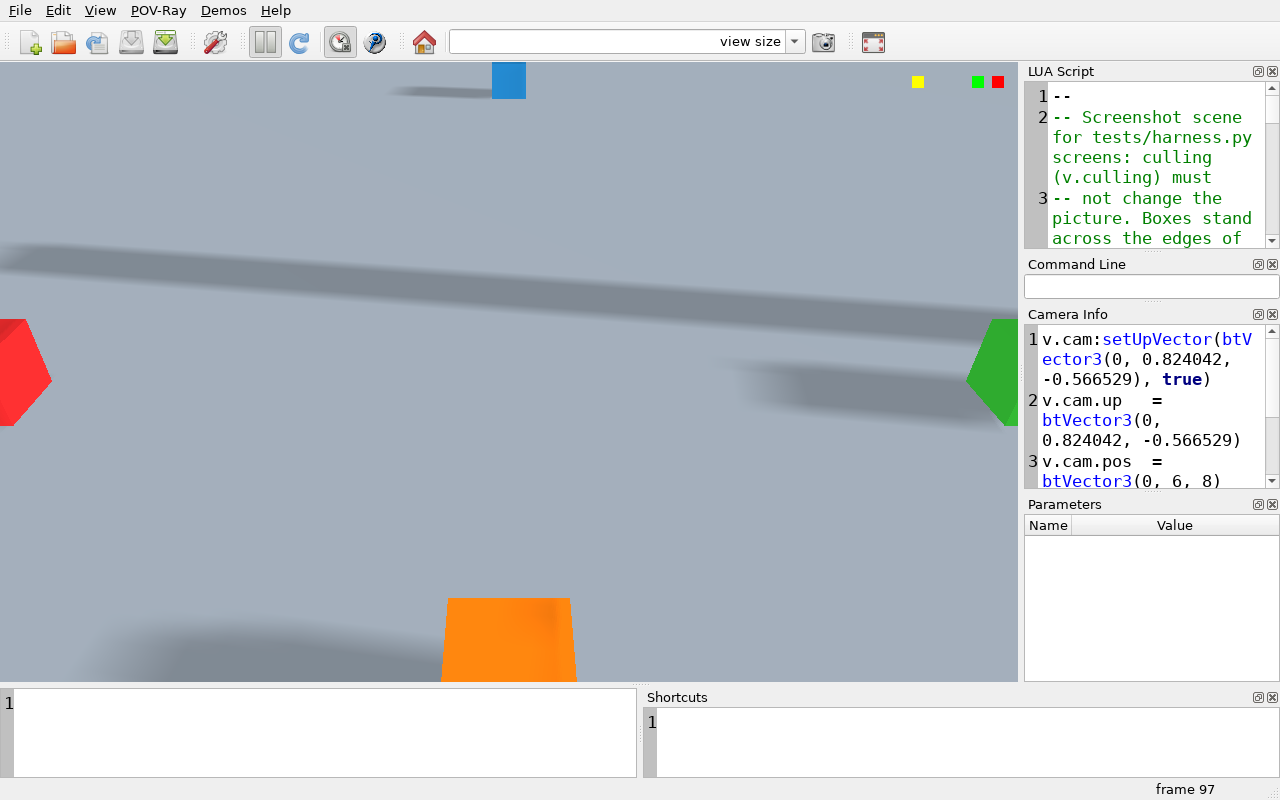 File Edit View POV-Ray Demos Help
view size
LUA Script
1 --
2 -- Screenshot scene
for tests/harness.py
screens: culling
(v.culling) must
3 -- not change the
picture. Boxes stand
across the edges of
Command Line
Camera Info
1 v.cam:setUpVector(btV
ector3(0, 0.824042,
-0.566529), true)
2 v.cam.up   =
btVector3(0,
0.824042, -0.566529)
3 v.cam.pos  =
btVector3(0, 6, 8)
Parameters
Name Value
1
Shortcuts
1
frame 97